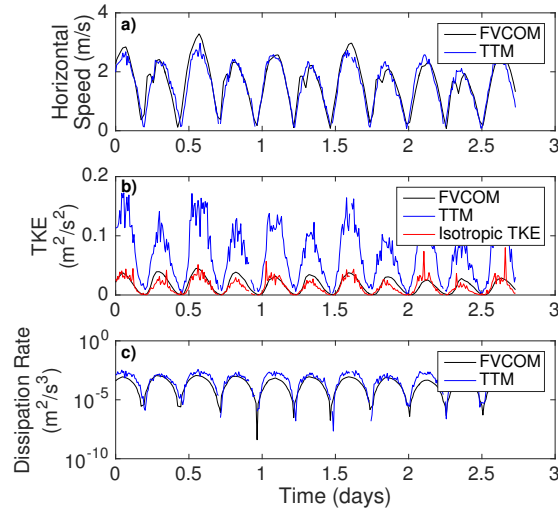 a)
Horizontal
Speed (m/s)
4
2
0
FVCOM
TTM
0 0.5 1 1.5 2 2.5 3
b)
TKE
(m²/s²)
0.2
0.1
0
FVCOM
TTM
Isotropic TKE
0 0.5 1 1.5 2 2.5 3
c)
Dissipation Rate
(m²/s³)
10⁰
10⁻⁵
10⁻¹⁰
FVCOM
TTM
0 0.5 1 1.5 2 2.5 3
Time (days)